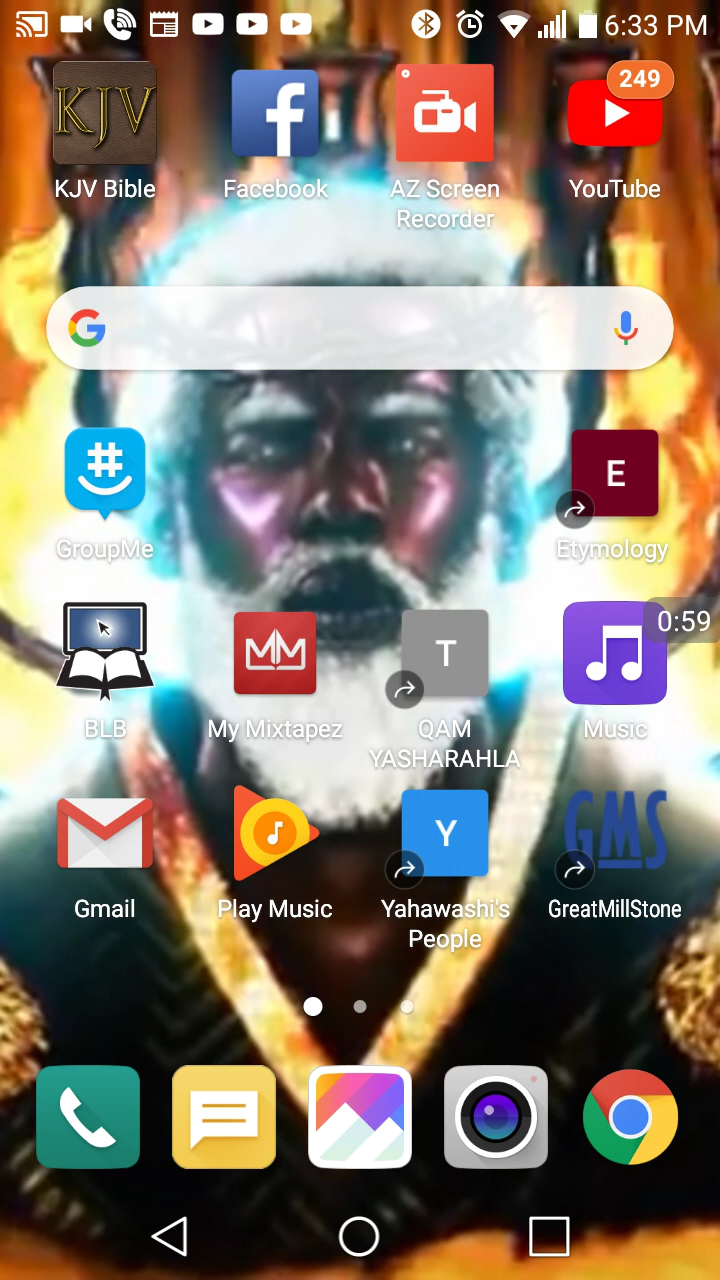 6:33 PM
249
KJV
KJV Bible
Facebook
AZ Screen
Recorder
YouTube
GroupMe
E
Etymology
0:59
BLB
My Mixtapez
T
QAM
YASHARAHLA
Music
Gmail
Play Music
Y
Yahawashi's
People
GMS
GreatMillStone